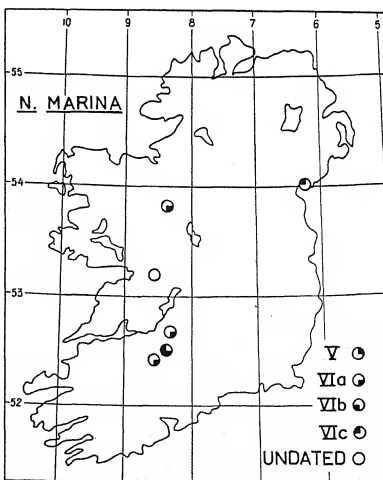 10 9 8 7 6 5
55
N. MARINA
54
53
V
VIa
52
VIb
VIc
UNDATED